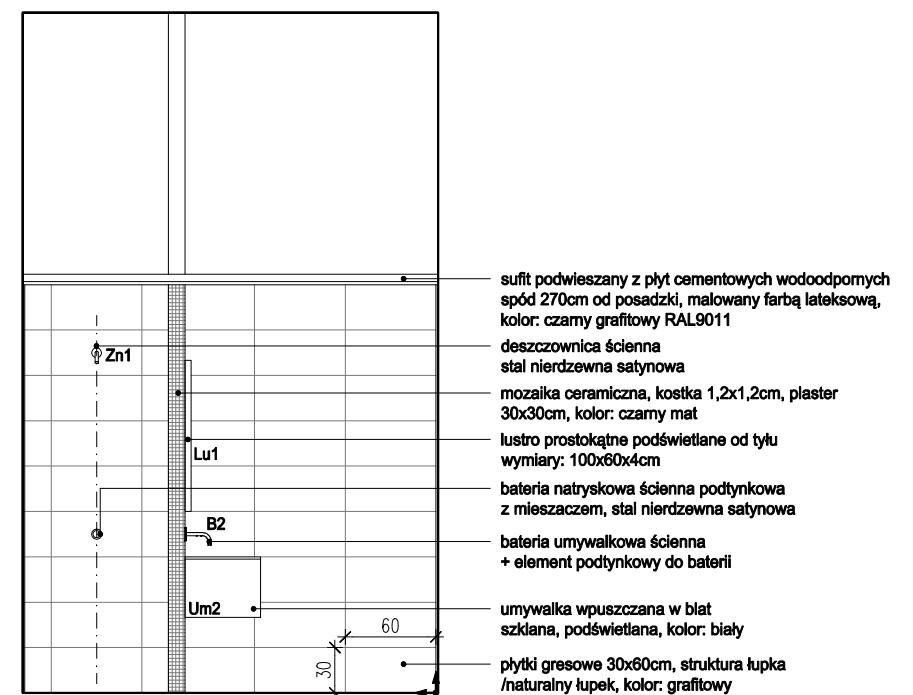 sufit podwieszany z płyt cementowych wodoodpornych
spód 270cm od posadzki, malowany farbą lateksową,
kolor: czarny grafitowy RAL9011
deszczownica ścienna
stal nierdzewna satynowa
Zn1
mozaika ceramiczna, kostka 1,2x1,2cm, plaster
30x30cm, kolor: czarny mat
lustro prostokątne podświetlane od tyłu
wymiary: 100x60x4cm
Lu1
bateria natryskowa ścienna podtynkowa
z mieszaczem, stal nierdzewna satynowa
B2
bateria umywalkowa ścienna
+ element podtynkowy do baterii
Um2
umywalka wpuszczana w blat
szklana, podświetlana, kolor: biały
60
30
płytki gresowe 30x60cm, struktura łupka
/naturalny łupek, kolor: grafitowy